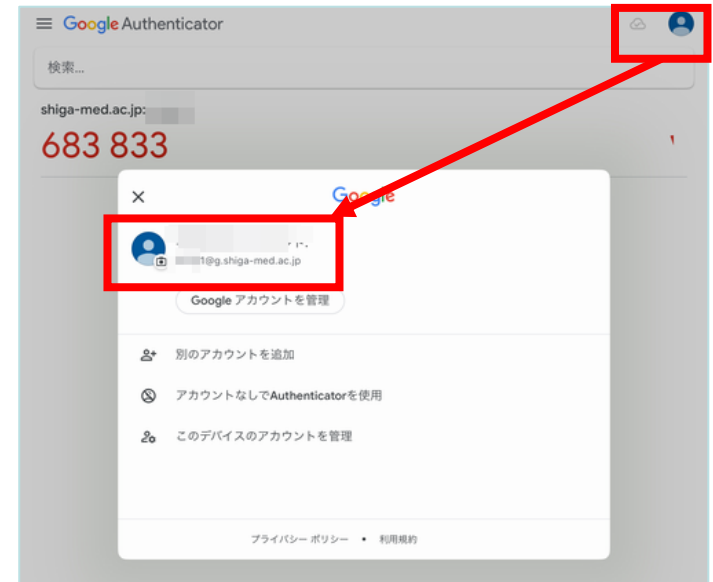 Google Authenticator
検索...
shiga-med.ac.jp:
683 833
Google
1@g.shiga-med.ac.jp
Google アカウントを管理
別のアカウントを追加
アカウントなしでAuthenticatorを使用
このデバイスのアカウントを管理
プライバシー ポリシー • 利用規約